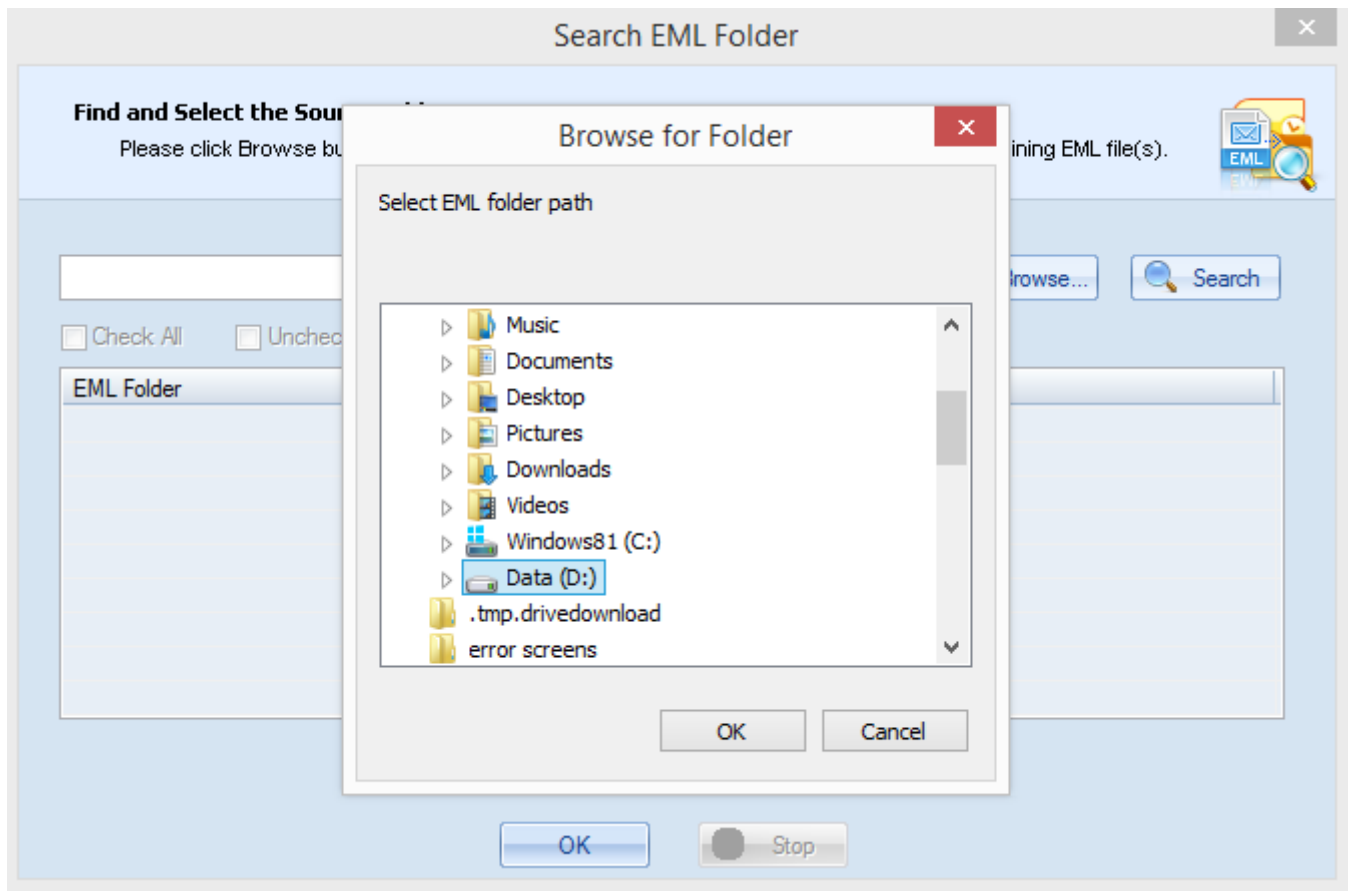 Search EML Folder
Find and Select the Sour
Please click Browse bu
ining EML file(s).
EML
Browse for Folder
Select EML folder path
rowse...
Search
Check All
Unchec
EML Folder
Music
Documents
Desktop
Pictures
Downloads
Videos
Windows81 (C:)
Data (D:)
.tmp.drivedownload
error screens
OK
Cancel
OK
Stop